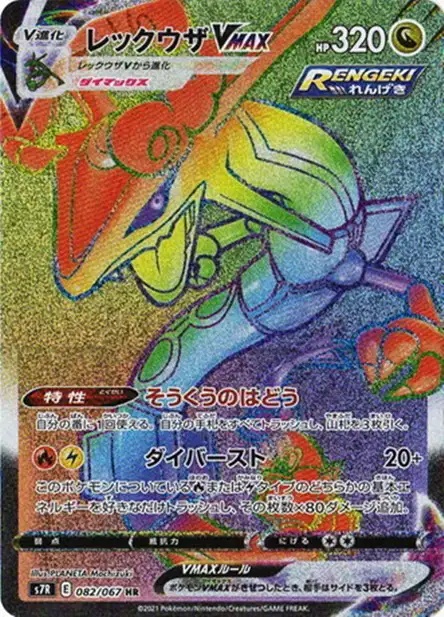 V進化
レックウザVMAX
HP320
レックウザVから進化
ダイマックス
RENGEKI
れんげき
特性
とくせい
そうくうのはどう
自分の番に1回使える。自分の手札をすべてトラッシュし、山札を3枚引く。
ダイバースト 20+
このポケモンについている炎または雷タイプのどちらかの基本エ
ネルギーを好きなだけトラッシュし、その枚数×80ダメージ追加。
弱点 抵抗力 にげる
Illus. PLANETA Mochizuki
VMAXルール
s7R E 082/067 HR
ポケモンVMAXがきぜつしたとき、相手はサイドを3枚とる。
©2021 Pokémon/Nintendo/Creatures/GAME FREAK.